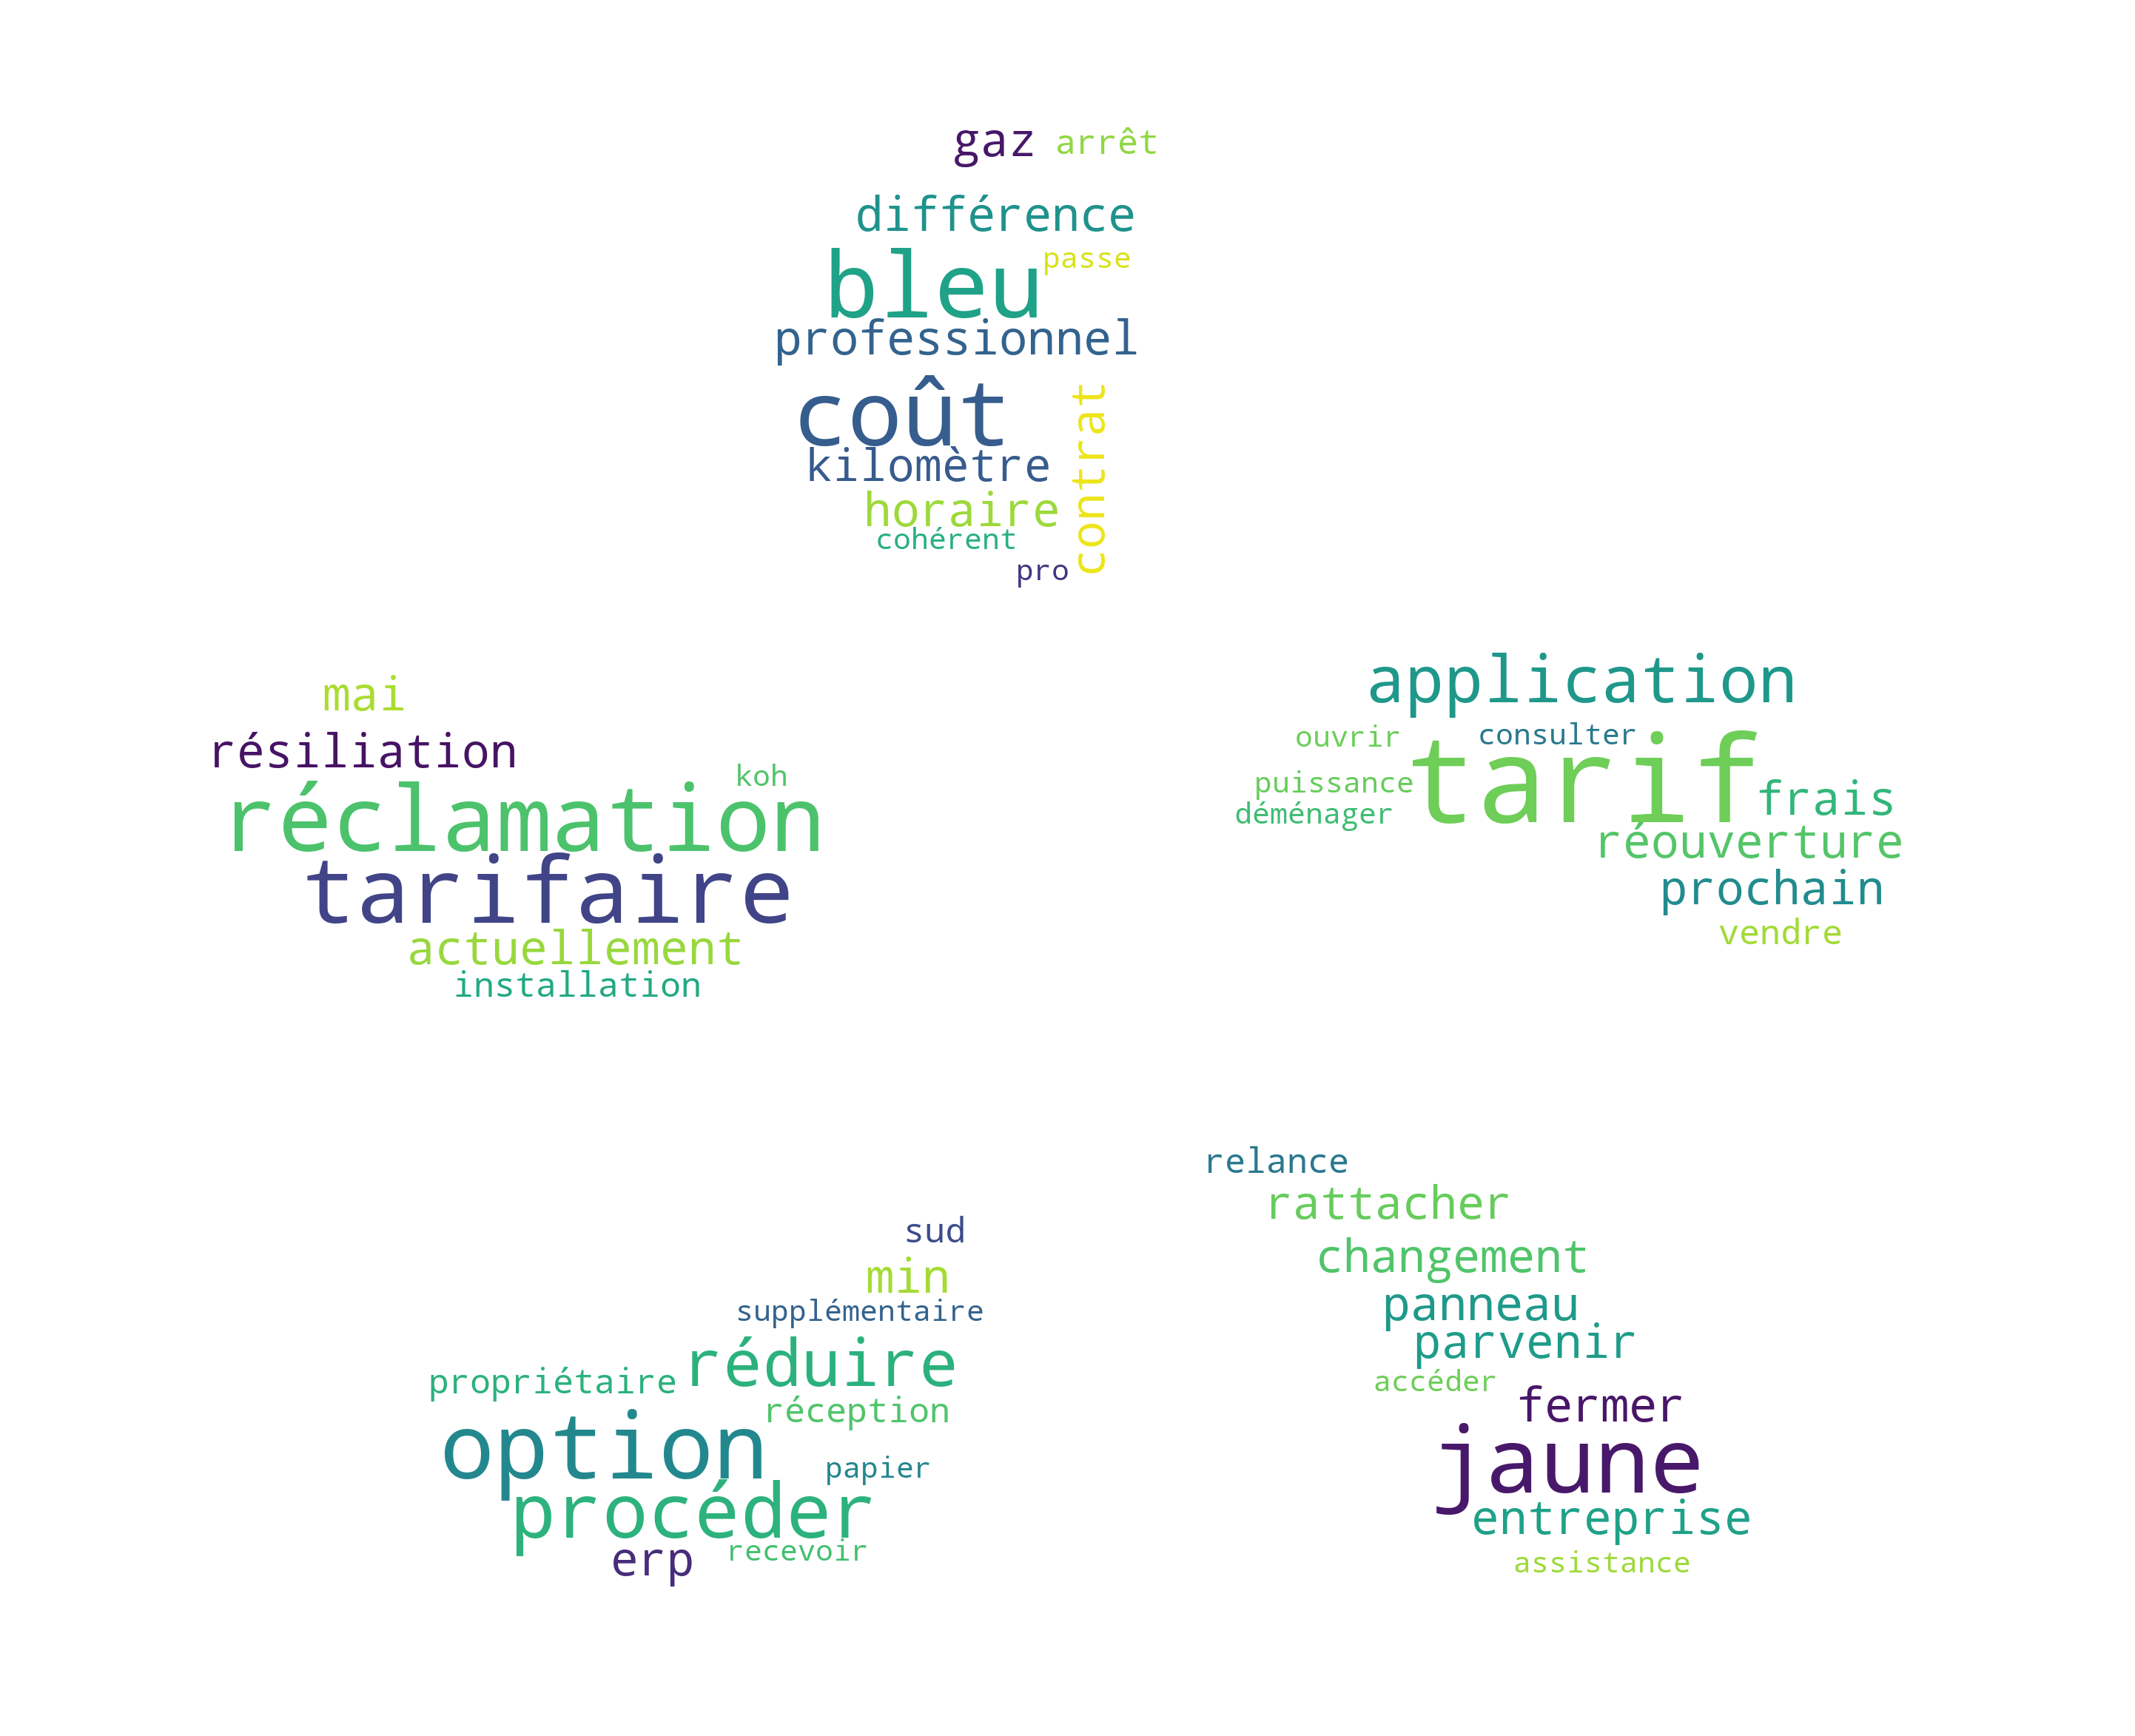 gaz arrêt
différence
bleu passe
professionnel
coût
contrat
kilomètre
horaire
cohérent
pro
mai
résiliation
koh
réclamation
tarifaire
actuellement
installation
application
ouvrir consulter
tarif
puissance
frais
déménager
réouverture
prochain
vendre
sud
min
supplémentaire
réduire
propriétaire
réception
option
papier
procéder
erp recevoir
relance
rattacher
changement
panneau
parvenir
accéder
fermer
jaune
entreprise
assistance